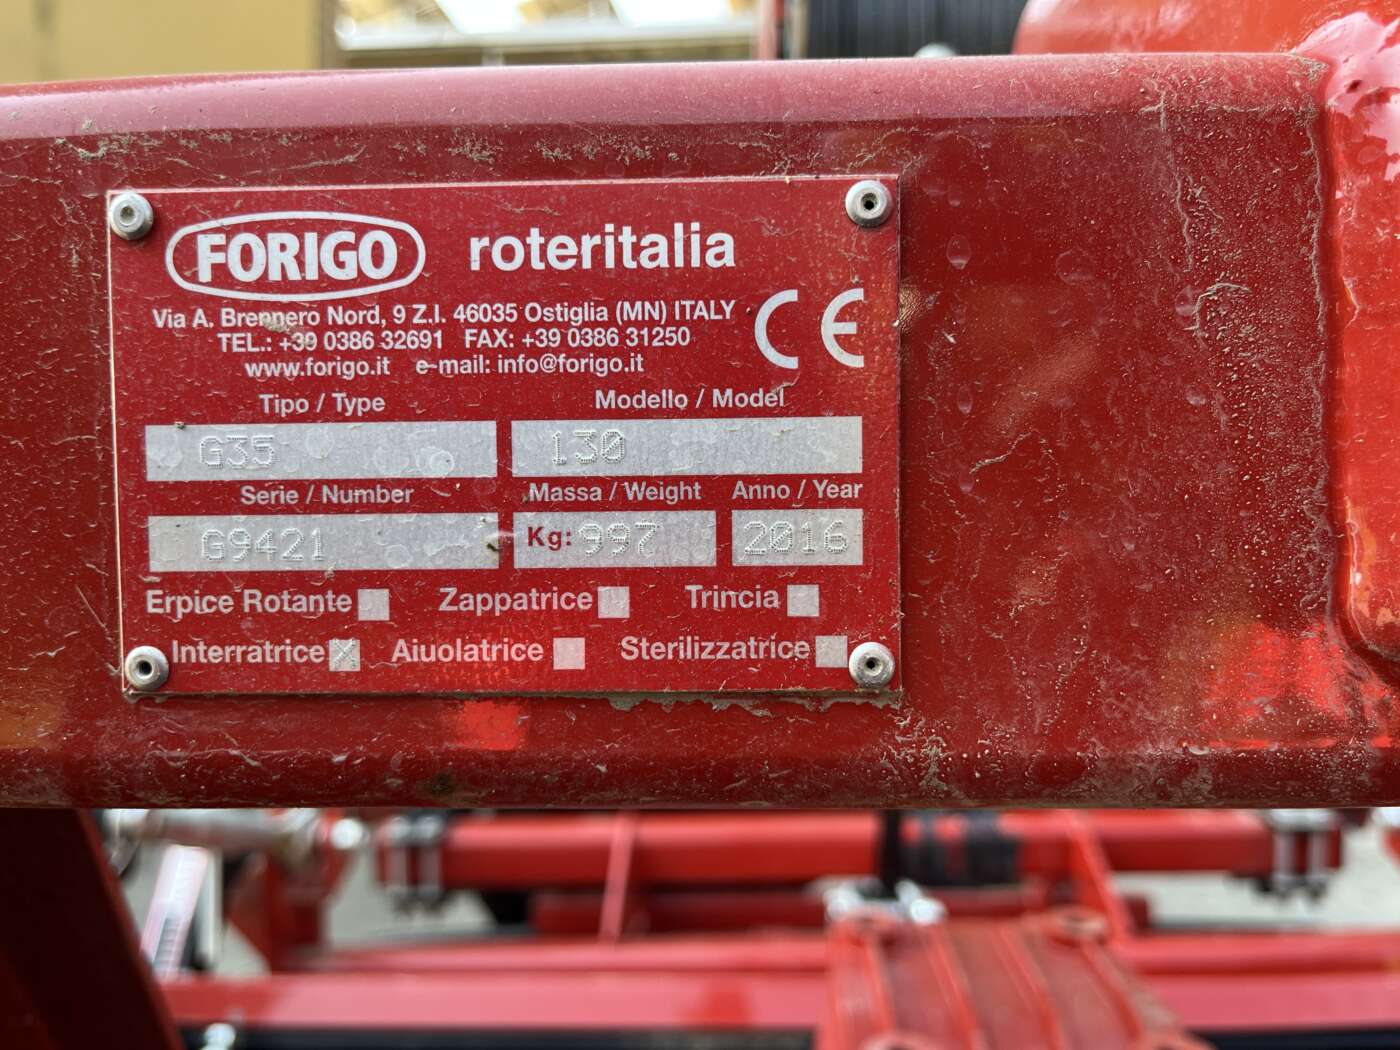 FORIGO roteritalia
Via A. Brennero Nord, 9 Z.I. 46035 Ostiglia (MN) ITALY
TEL.: +39 0386 32691 FAX: +39 0386 31250
www.forigo.it e-mail: info@forigo.it
CE
Tipo / Type Modello / Model
G35 130
Serie / Number Massa / Weight Anno / Year
G9421 Kg: 997 2016
Erpice Rotante Zappatrice Trincia
Interratrice X Aiuolatrice Sterilizzatrice